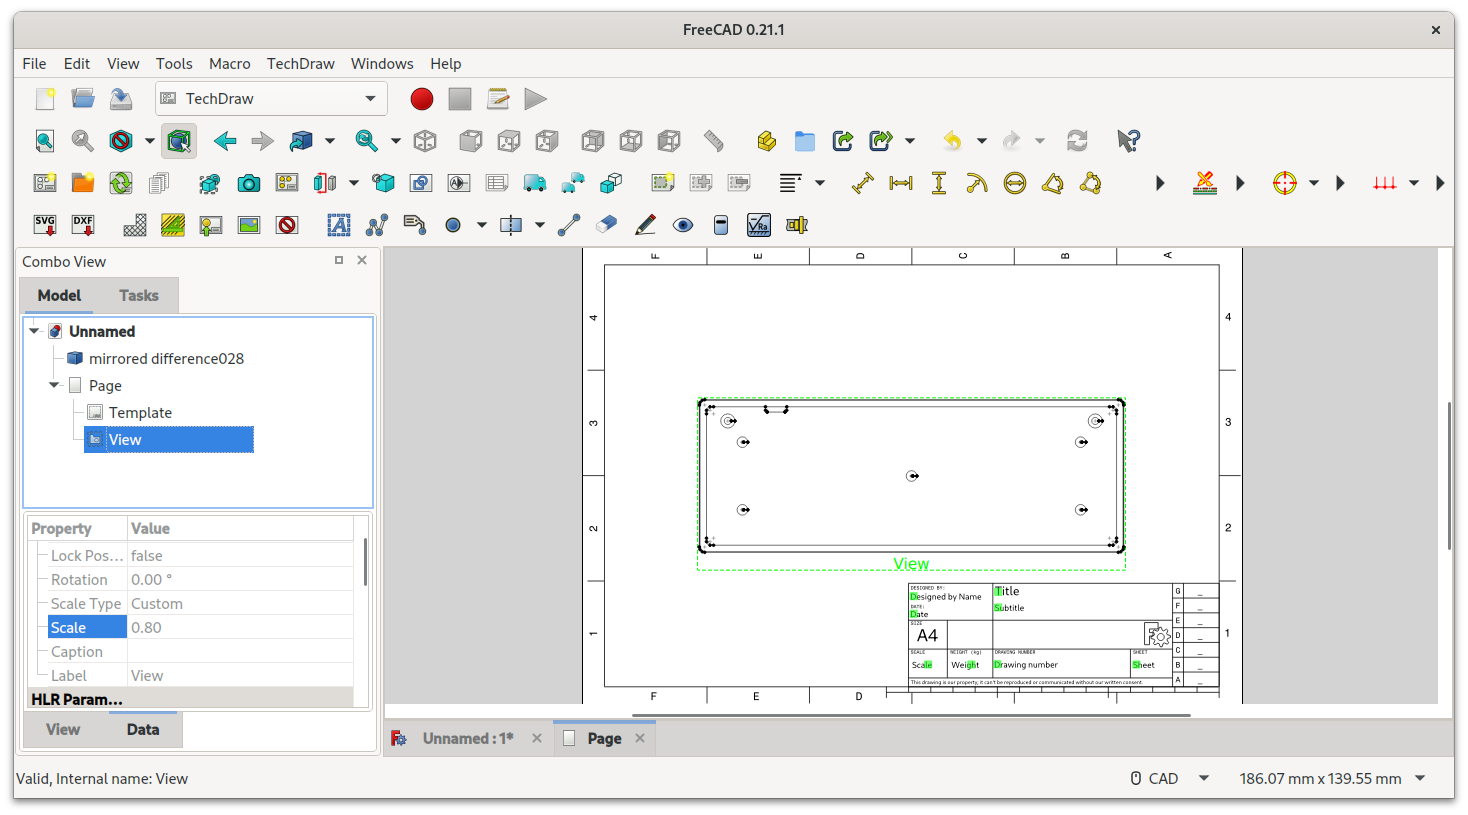 FreeCAD 0.21.1
File Edit View Tools Macro TechDraw Windows Help
TechDraw
SVG DXF
A
Ra
Combo View
Model Tasks
Unnamed
mirrored difference028
Page
Template
View
Property Value
Lock Pos... false
Rotation 0.00 °
Scale Type Custom
Scale 0.80
Caption
Label View
HLR Param...
View Data
F E D C B A
4 4
3 3
2 2
1 1
View
DESIGNED BY:
Designed by Name
DATE:
Date
SIZE
A4
SCALE
Scale
WEIGHT (kg)
Weight
Title
Subtitle
DRAWING NUMBER
Drawing number
SHEET
Sheet
This drawing is our property; it can't be reproduced or communicated without our written consent.
G _
F _
E _
D _
C _
B _
A _
F E D
Unnamed : 1*
Page
Valid, Internal name: View
CAD
186.07 mm x 139.55 mm